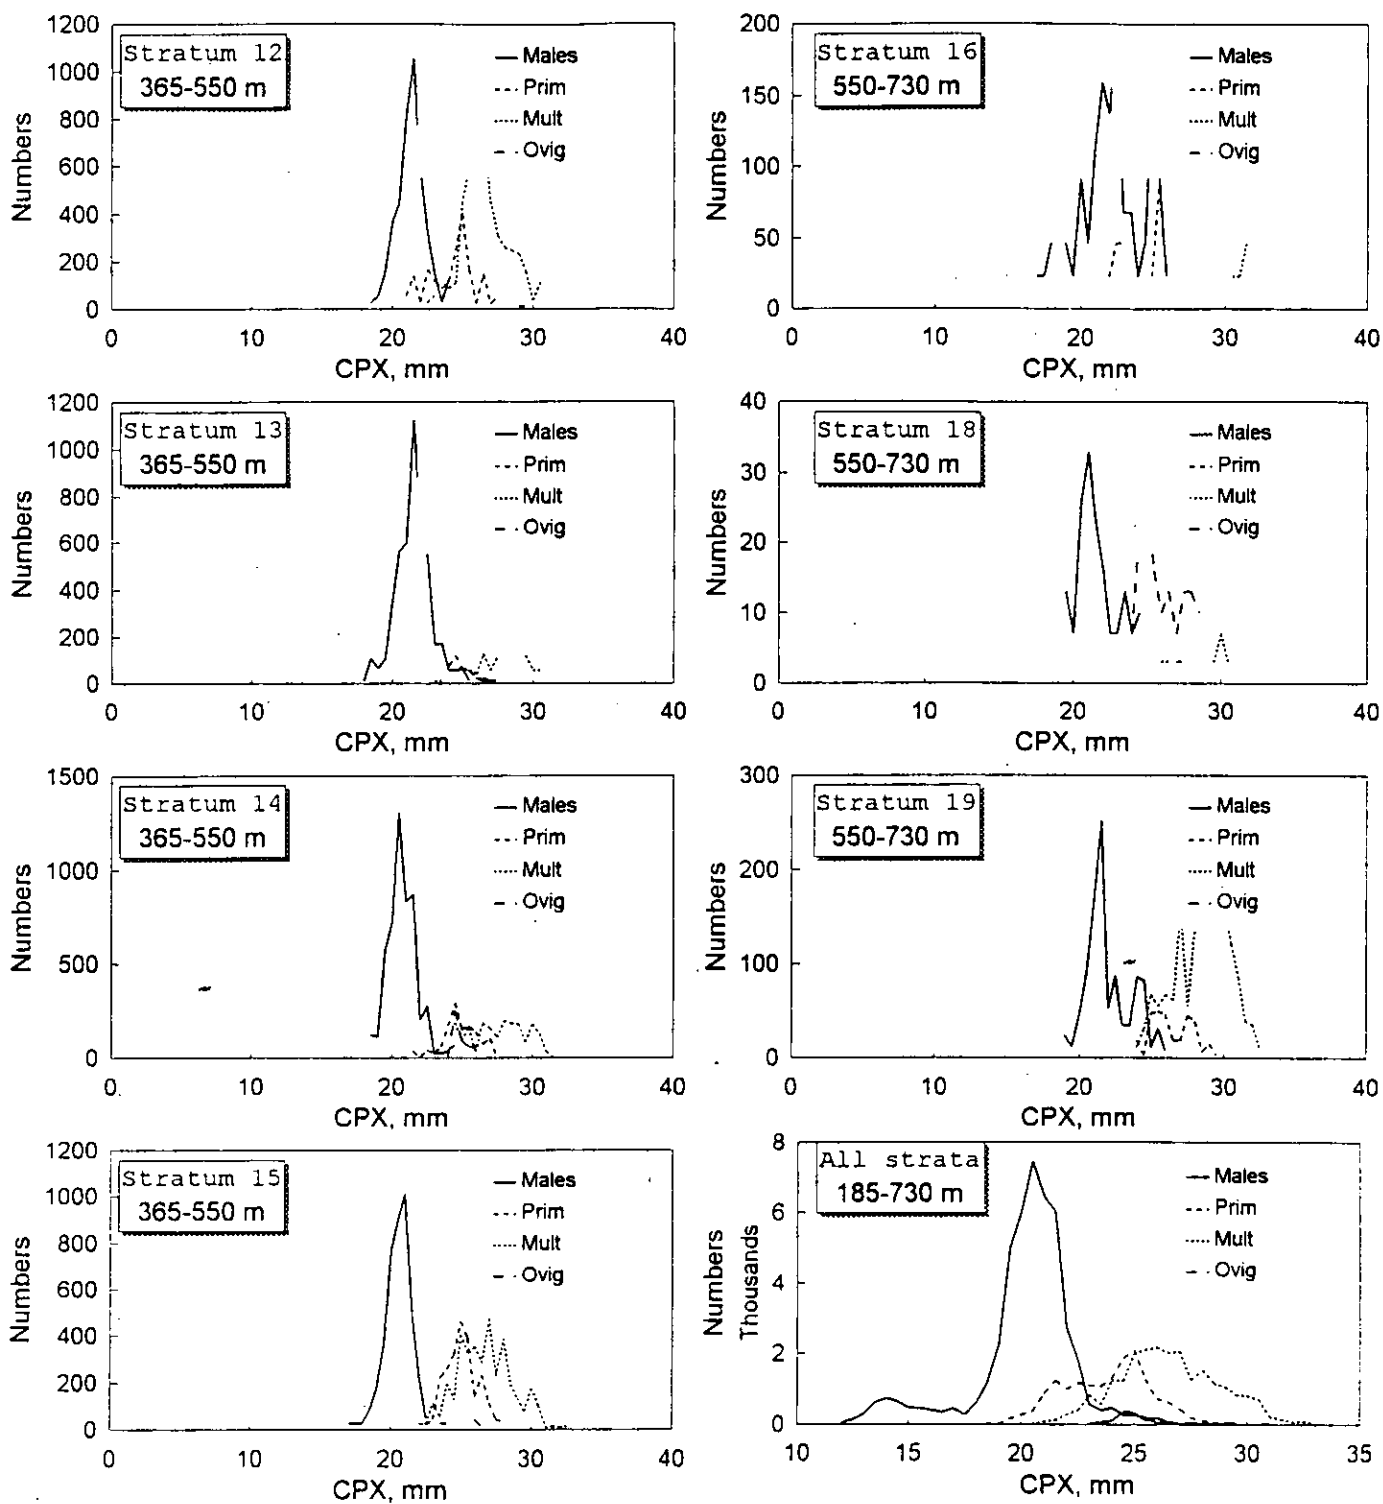 Stratum 12
365-550 m
Males
Prim
Mult
Ovig
Numbers
1200
1000
800
600
400
200
0
0 10 20 30 40
CPX, mm
Stratum 16
550-730 m
Males
Prim
Mult
Ovig
Numbers
200
150
100
50
0
0 10 20 30 40
CPX, mm
Stratum 13
365-550 m
Males
Prim
Mult
Ovig
Numbers
1200
1000
800
600
400
200
0
0 10 20 30 40
CPX, mm
Stratum 18
550-730 m
Males
Prim
Mult
Ovig
Numbers
40
30
20
10
0
0 10 20 30 40
CPX, mm
Stratum 14
365-550 m
Males
Prim
Mult
Ovig
Numbers
1500
1000
500
0
0 10 20 30 40
CPX, mm
Stratum 19
550-730 m
Males
Prim
Mult
Ovig
Numbers
300
200
100
0
0 10 20 30 40
CPX, mm
Stratum 15
365-550 m
Males
Prim
Mult
Ovig
Numbers
1200
1000
800
600
400
200
0
0 10 20 30 40
CPX, mm
All strata
185-730 m
Males
Prim
Mult
Ovig
Numbers
Thousands
8
6
4
2
0
10 15 20 25 30 35
CPX, mm